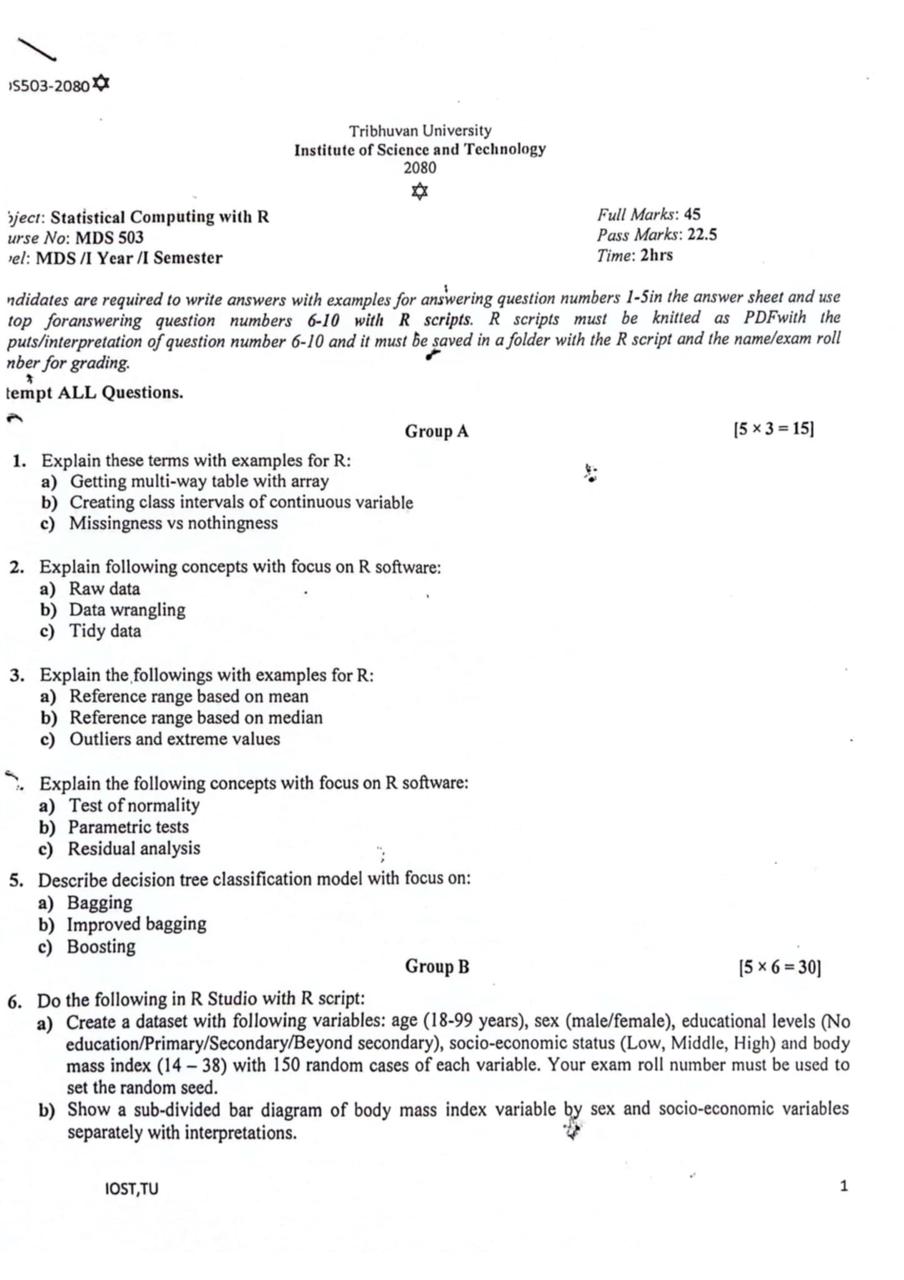 S503-2080
Tribhuvan University
Institute of Science and Technology
2080
ject: Statistical Computing with R
Full Marks: 45
urse No: MDS 503
Pass Marks: 22.5
el: MDS /I Year /I Semester
Time: 2hrs
ndidates are required to write answers with examples for answering question numbers 1-5in the answer sheet and use
top foranswering question numbers 6-10 with R scripts. R scripts must be knitted as PDFwith the
puts/interpretation of question number 6-10 and it must be saved in a folder with the R script and the name/exam roll
nber for grading.
tempt ALL Questions.
Group A [5 × 3 = 15]
1. Explain these terms with examples for R:
a) Getting multi-way table with array
b) Creating class intervals of continuous variable
c) Missingness vs nothingness
2. Explain following concepts with focus on R software:
a) Raw data
b) Data wrangling
c) Tidy data
3. Explain the followings with examples for R:
a) Reference range based on mean
b) Reference range based on median
c) Outliers and extreme values
Explain the following concepts with focus on R software:
a) Test of normality
b) Parametric tests
c) Residual analysis
5. Describe decision tree classification model with focus on:
a) Bagging
b) Improved bagging
c) Boosting
Group B [5 × 6 = 30]
6. Do the following in R Studio with R script:
a) Create a dataset with following variables: age (18-99 years), sex (male/female), educational levels (No
education/Primary/Secondary/Beyond secondary), socio-economic status (Low, Middle, High) and body
mass index (14 – 38) with 150 random cases of each variable. Your exam roll number must be used to
set the random seed.
b) Show a sub-divided bar diagram of body mass index variable by sex and socio-economic variables
separately with interpretations.
IOST,TU 1